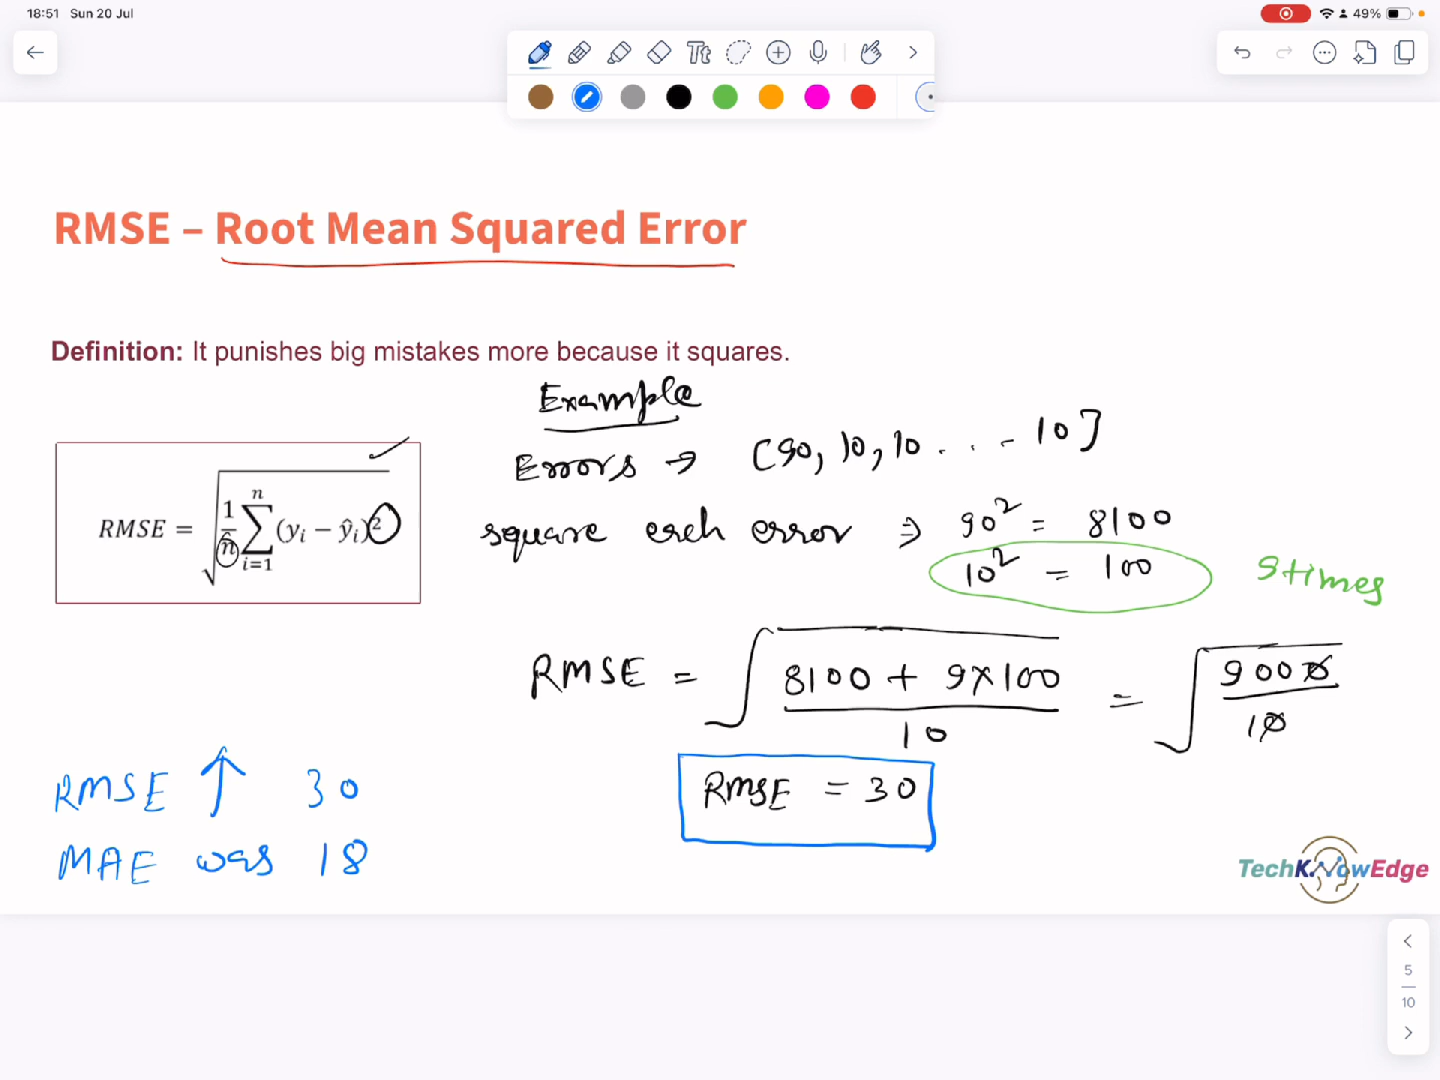 18:51 Sun 20 Jul
49%
Tt
RMSE – Root Mean Squared Error
Definition: It punishes big mistakes more because it squares.
Example
Errors → [90, 10, 10 . . . - 10]
square each error ⇒ 90² = 8100
10² = 100
9times
RMSE = √(1/n ∑ i=1 n (yᵢ − ŷᵢ)²)
RMSE = √((8100 + 9×100)/10) = √(9000/10)
RMSE = 30
RMSE ↑ 30
MAE was 18
TechKnowEdge
5
10